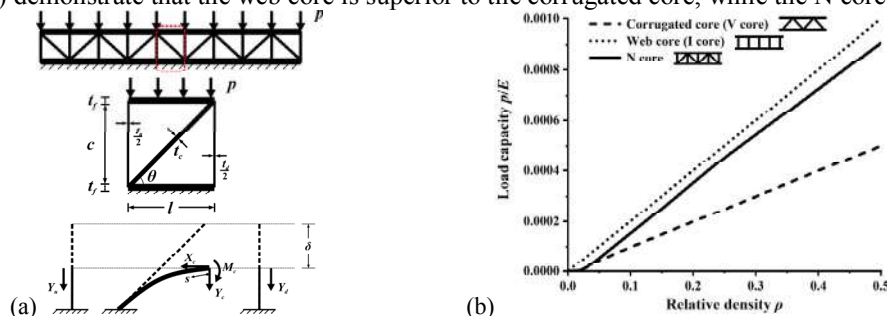 ) demonstrate that the web core is superior to the corrugated core, while the N core
p
p
t_f
t_d
2
c
t_c
t_d
2
θ
t_f
l
δ
X_c
M_c
s
Y_c
Y_d
(a)
0.0010
Corrugated core (V core)
Web core (I core)
N core
0.0008
0.0006
0.0004
0.0002
0.0000
Load capacity p/E
0.0 0.1 0.2 0.3 0.4 0.5
Relative density ρ
(b)